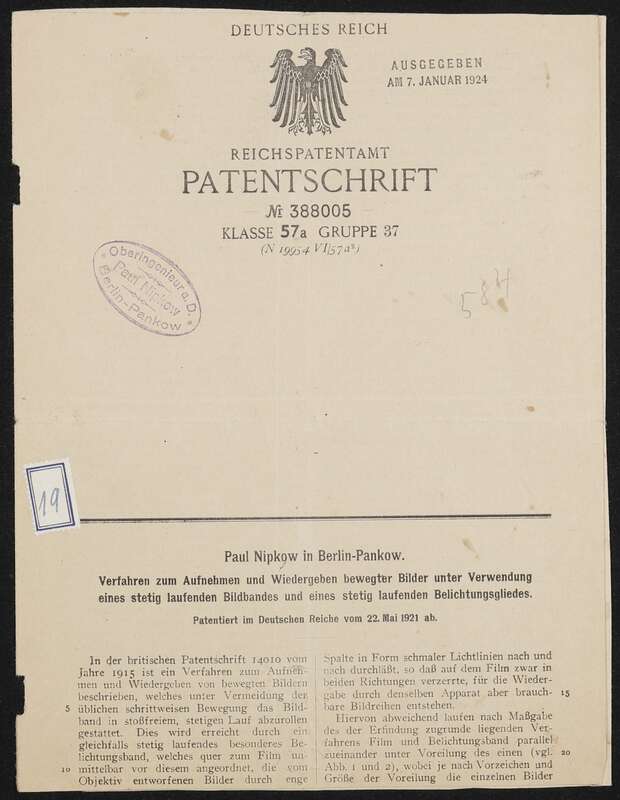 DEUTSCHES REICH
AUSGEGEBEN
AM 7. JANUAR 1924
REICHSPATENTAMT
PATENTSCHRIFT
— № 388005 —
KLASSE 57a GRUPPE 37
(N 19954 VI|57a²)
Oberingenieur a. D.
Paul Nipkow
Berlin-Pankow
584
19
Paul Nipkow in Berlin-Pankow.
Verfahren zum Aufnehmen und Wiedergeben bewegter Bilder unter Verwendung
eines stetig laufenden Bildbandes und eines stetig laufenden Belichtungsgliedes.
Patentiert im Deutschen Reiche vom 22. Mai 1921 ab.
In der britischen Patentschrift 14010 vom
Jahre 1915 ist ein Verfahren zum Aufneh-
men und Wiedergeben von bewegten Bildern
beschrieben, welches unter Vermeidung der
5 üblichen schrittweisen Bewegung das Bild-
band in stoßfreiem, stetigen Lauf abzurollen
gestattet. Dies wird erreicht durch ein
gleichfalls stetig laufendes besonderes Be-
lichtungsband, welches quer zum Film un-
10 mittelbar vor diesem angeordnet, die vom
Objektiv entworfenen Bilder durch enge
Spalte in Form schmaler Lichtlinien nach und
nach durchläßt, so daß auf dem Film zwar in
beiden Richtungen verzerrte, für die Wieder-
gabe durch denselben Apparat aber brauch- 15
bare Bildreihen entstehen.
Hiervon abweichend laufen nach Maßgabe
des der Erfindung zugrunde liegenden Ver-
fahrens Film und Belichtungsband parallel
zueinander unter Voreilung des einen (vgl. 20
Abb. 1 und 2), wobei je nach Vorzeichen und
Größe der Voreilung die einzelnen Bilder